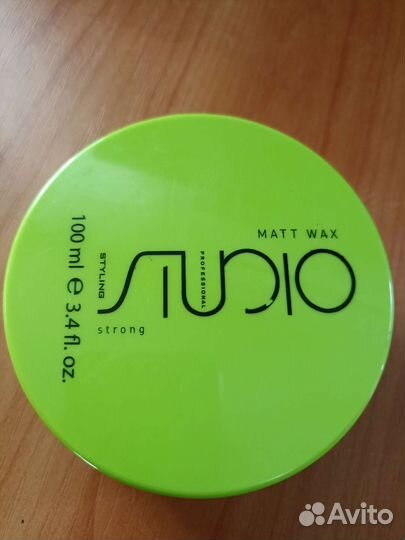 MATT WAX
STUDIO
PROFESSIONAL
STYLING
strong
100 ml e 3.4 fl. oz.
Avito